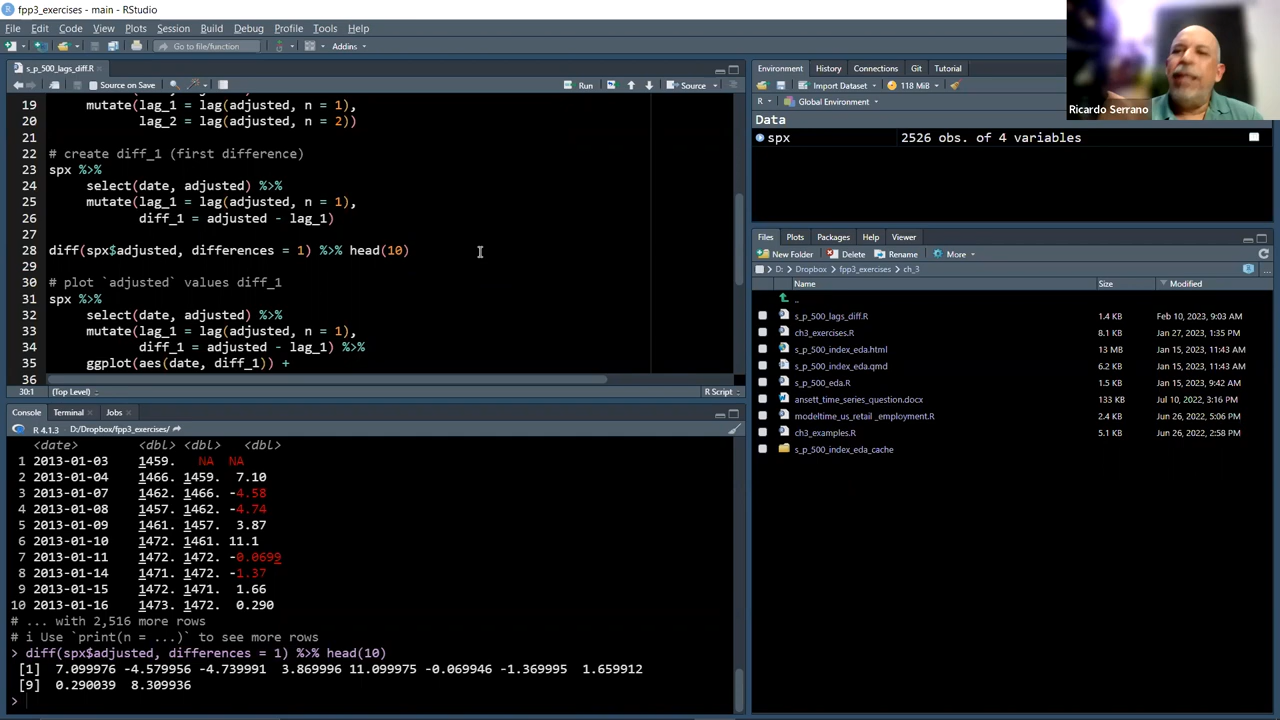 fpp3_exercises - main - RStudio
File Edit Code View Plots Session Build Debug Profile Tools Help
Go to file/function Addins
s_p_500_lags_diff.R
Source on Save Run Source
19 mutate(lag_1 = lag(adjusted, n = 1),
20 lag_2 = lag(adjusted, n = 2))
21
22 # create diff_1 (first difference)
23 spx %>%
24 select(date, adjusted) %>%
25 mutate(lag_1 = lag(adjusted, n = 1),
26 diff_1 = adjusted - lag_1)
27
28 diff(spx$adjusted, differences = 1) %>% head(10)
29
30 # plot `adjusted` values diff_1
31 spx %>%
32 select(date, adjusted) %>%
33 mutate(lag_1 = lag(adjusted, n = 1),
34 diff_1 = adjusted - lag_1) %>%
35 ggplot(aes(date, diff_1)) +
36
30:1 (Top Level) R Script
Console Terminal Jobs
R 4.1.3 · D:/Dropbox/fpp3_exercises/
<date> <dbl> <dbl> <dbl>
1 2013-01-03 1459. NA NA
2 2013-01-04 1466. 1459. 7.10
3 2013-01-07 1462. 1466. -4.58
4 2013-01-08 1457. 1462. -4.74
5 2013-01-09 1461. 1457. 3.87
6 2013-01-10 1472. 1461. 11.1
7 2013-01-11 1472. 1472. -0.0699
8 2013-01-14 1471. 1472. -1.37
9 2013-01-15 1472. 1471. 1.66
10 2013-01-16 1473. 1472. 0.290
# ... with 2,516 more rows
# i Use `print(n = ...)` to see more rows
> diff(spx$adjusted, differences = 1) %>% head(10)
[1] 7.099976 -4.579956 -4.739991 3.869996 11.099975 -0.069946 -1.369995 1.659912
[9] 0.290039 8.309936
>
Environment History Connections Git Tutorial
Import Dataset 118 MiB
R Global Environment
Data
spx 2526 obs. of 4 variables
Ricardo Serrano
Files Plots Packages Help Viewer
New Folder Delete Rename More
D: Dropbox fpp3_exercises ch_3
Name Size Modified
..
s_p_500_lags_diff.R 1.4 KB Feb 10, 2023, 9:03 AM
ch3_exercises.R 8.1 KB Jan 27, 2023, 1:35 PM
s_p_500_index_eda.html 13 MB Jan 15, 2023, 11:43 AM
s_p_500_index_eda.qmd 6.2 KB Jan 15, 2023, 11:43 AM
s_p_500_eda.R 1.5 KB Jan 15, 2023, 9:42 AM
ansett_time_series_question.docx 133 KB Jul 10, 2022, 3:16 PM
modeltime_us_retail _employment.R 2.4 KB Jun 26, 2022, 5:06 PM
ch3_examples.R 5.1 KB Jun 26, 2022, 2:58 PM
s_p_500_index_eda_cache